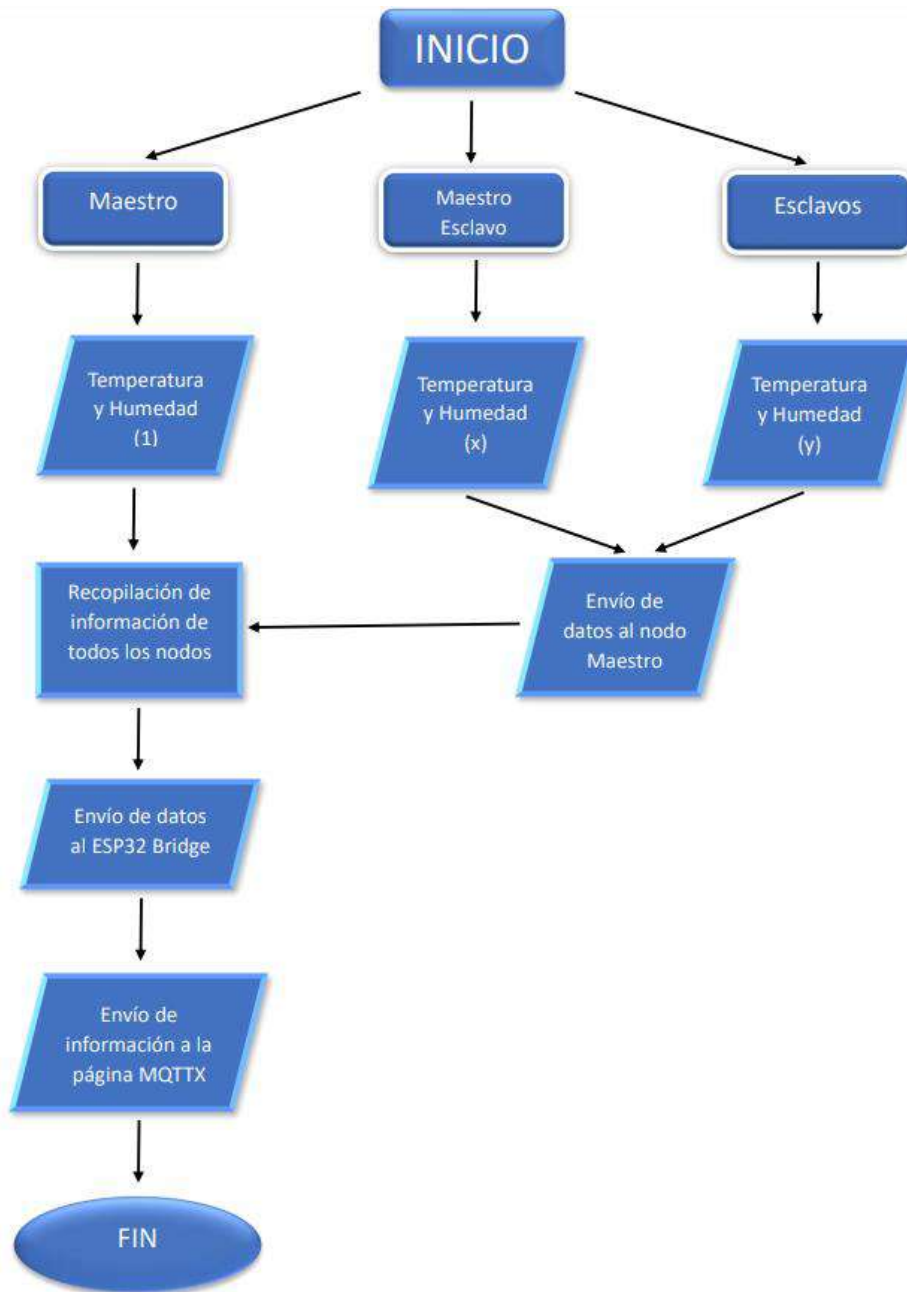 INICIO
Maestro
Maestro
Esclavo
Esclavos
Temperatura
y Humedad
(1)
Temperatura
y Humedad
(x)
Temperatura
y Humedad
(y)
Recopilación de
información de
todos los nodos
Envío de
datos al nodo
Maestro
Envío de datos
al ESP32 Bridge
Envío de
información a la
página MQTTX
FIN